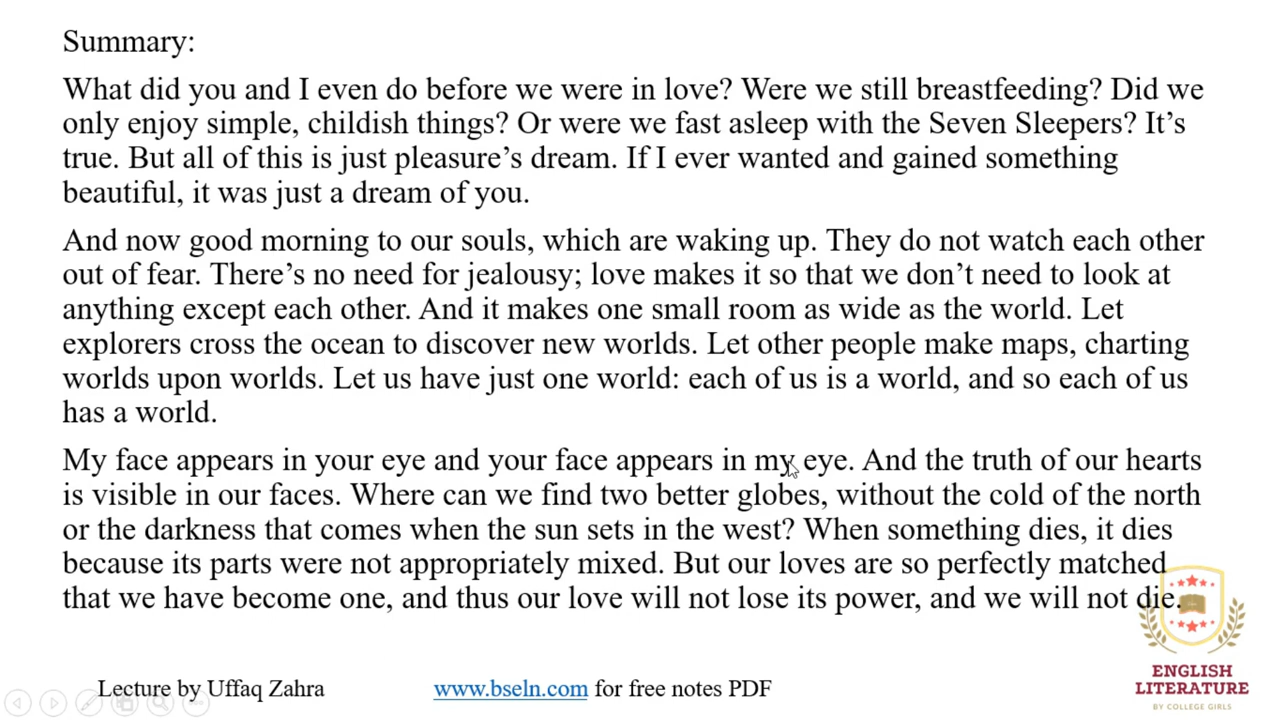 Summary:
What did you and I even do before we were in love? Were we still breastfeeding? Did we
only enjoy simple, childish things? Or were we fast asleep with the Seven Sleepers? It’s
true. But all of this is just pleasure’s dream. If I ever wanted and gained something
beautiful, it was just a dream of you.
And now good morning to our souls, which are waking up. They do not watch each other
out of fear. There’s no need for jealousy; love makes it so that we don’t need to look at
anything except each other. And it makes one small room as wide as the world. Let
explorers cross the ocean to discover new worlds. Let other people make maps, charting
worlds upon worlds. Let us have just one world: each of us is a world, and so each of us
has a world.
My face appears in your eye and your face appears in my eye. And the truth of our hearts
is visible in our faces. Where can we find two better globes, without the cold of the north
or the darkness that comes when the sun sets in the west? When something dies, it dies
because its parts were not appropriately mixed. But our loves are so perfectly matched
that we have become one, and thus our love will not lose its power, and we will not die.
Lecture by Uffaq Zahra
www.bseln.com for free notes PDF
ENGLISH
LITERATURE
BY COLLEGE GIRLS